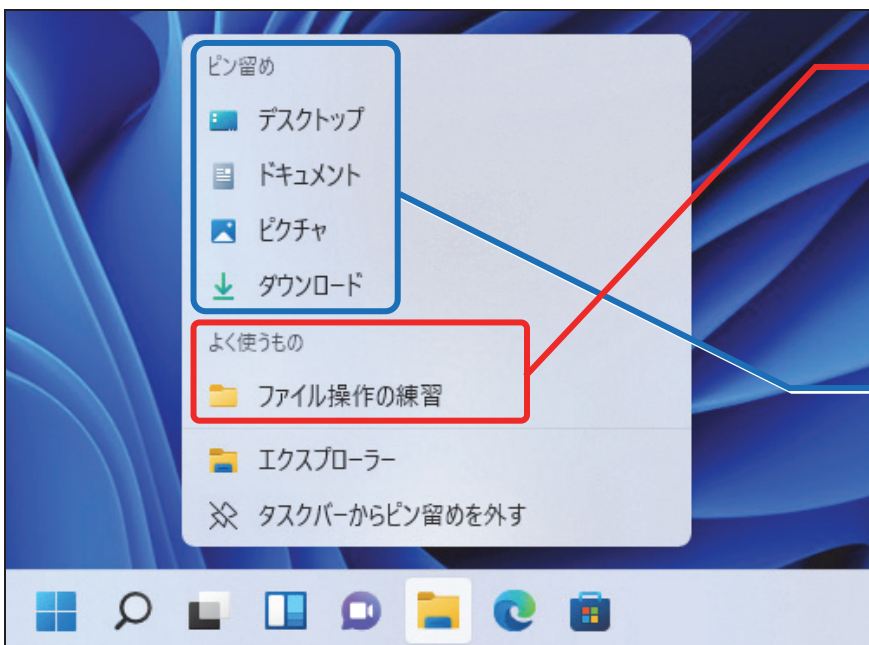 ピン留め
デスクトップ
ドキュメント
ピクチャ
ダウンロード
よく使うもの
ファイル操作の練習
エクスプローラー
タスクバーからピン留めを外す